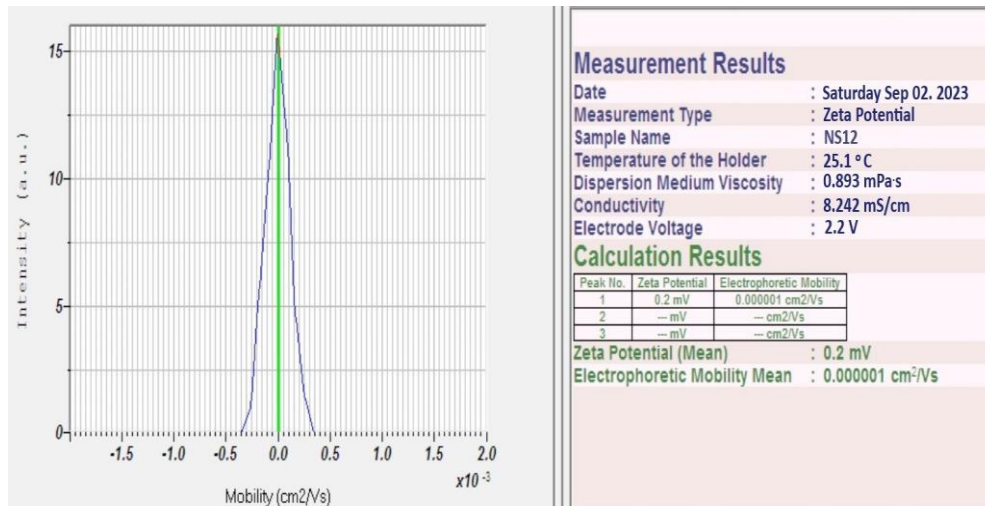 15
10
5
0
Intensity (a.u.)
-1.5 -1.0 -0.5 0.0 0.5 1.0 1.5 2.0
x10 -3
Mobility (cm2/Vs)
Measurement Results
Date : Saturday Sep 02. 2023
Measurement Type : Zeta Potential
Sample Name : NS12
Temperature of the Holder : 25.1 º C
Dispersion Medium Viscosity : 0.893 mPa·s
Conductivity : 8.242 mS/cm
Electrode Voltage : 2.2 V
Calculation Results
Peak No. Zeta Potential Electrophoretic Mobility
1 0.2 mV 0.000001 cm2/Vs
2 --- mV --- cm2/Vs
3 --- mV --- cm2/Vs
Zeta Potential (Mean) : 0.2 mV
Electrophoretic Mobility Mean : 0.000001 cm²/Vs